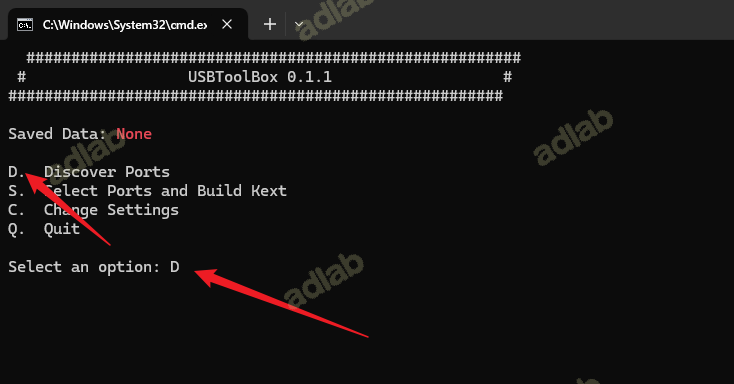 C:\Windows\System32\cmd.ex
########################################################
# USBToolBox 0.1.1 #
########################################################
Saved Data: None
D. Discover Ports
S. Select Ports and Build Kext
C. Change Settings
Q. Quit
Select an option: D
adlab
adlab
adlab
adlab
adlab